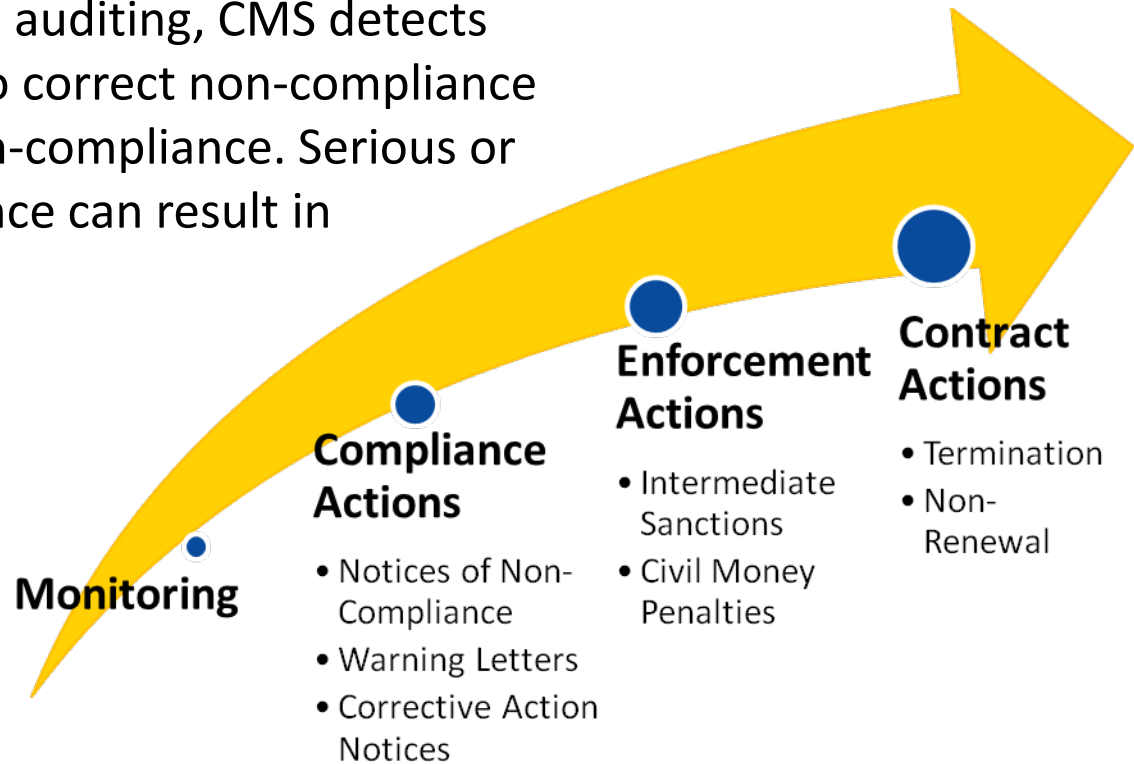 auditing, CMS detects
correct non-compliance
-compliance. Serious or
can result in
Monitoring
Compliance
Actions
• Notices of Non-
Compliance
• Warning Letters
• Corrective Action
Notices
Enforcement
Actions
• Intermediate
Sanctions
• Civil Money
Penalties
Contract
Actions
• Termination
• Non-
Renewal